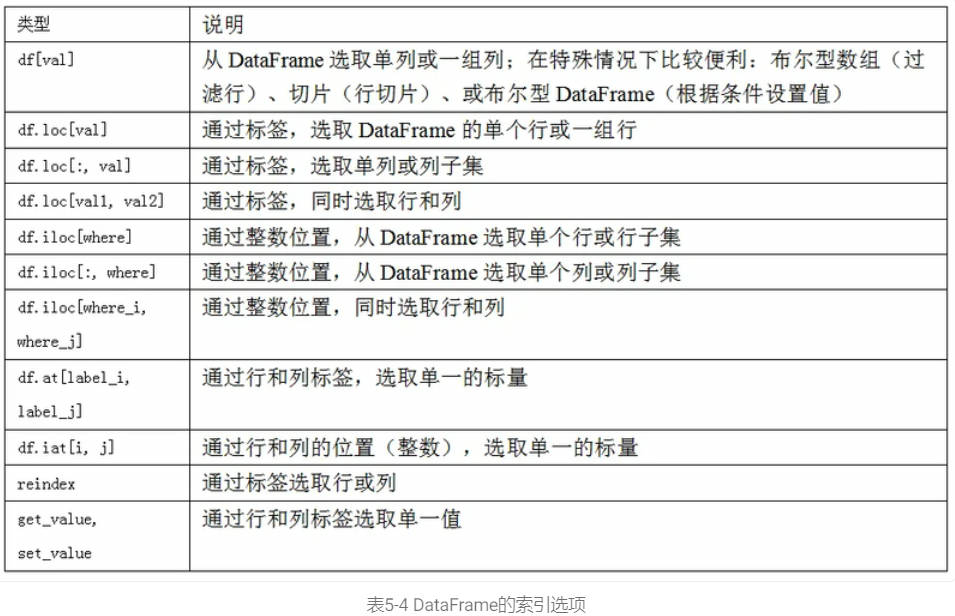 类型 说明
df[val] 从 DataFrame 选取单列或一组列；在特殊情况下比较便利：布尔型数组（过
滤行）、切片（行切片）、或布尔型 DataFrame（根据条件设置值）
df.loc[val] 通过标签，选取 DataFrame 的单个行或一组行
df.loc[:, val] 通过标签，选取单列或列子集
df.loc[val1, val2] 通过标签，同时选取行和列
df.iloc[where] 通过整数位置，从 DataFrame 选取单个行或行子集
df.iloc[:, where] 通过整数位置，从 DataFrame 选取单个列或列子集
df.iloc[where_i, 通过整数位置，同时选取行和列
where_j]
df.at[label_i, 通过行和列标签，选取单一的标量
label_j]
df.iat[i, j] 通过行和列的位置（整数），选取单一的标量
reindex 通过标签选取行或列
get_value, 通过行和列标签选取单一值
set_value
表5-4 DataFrame的索引选项